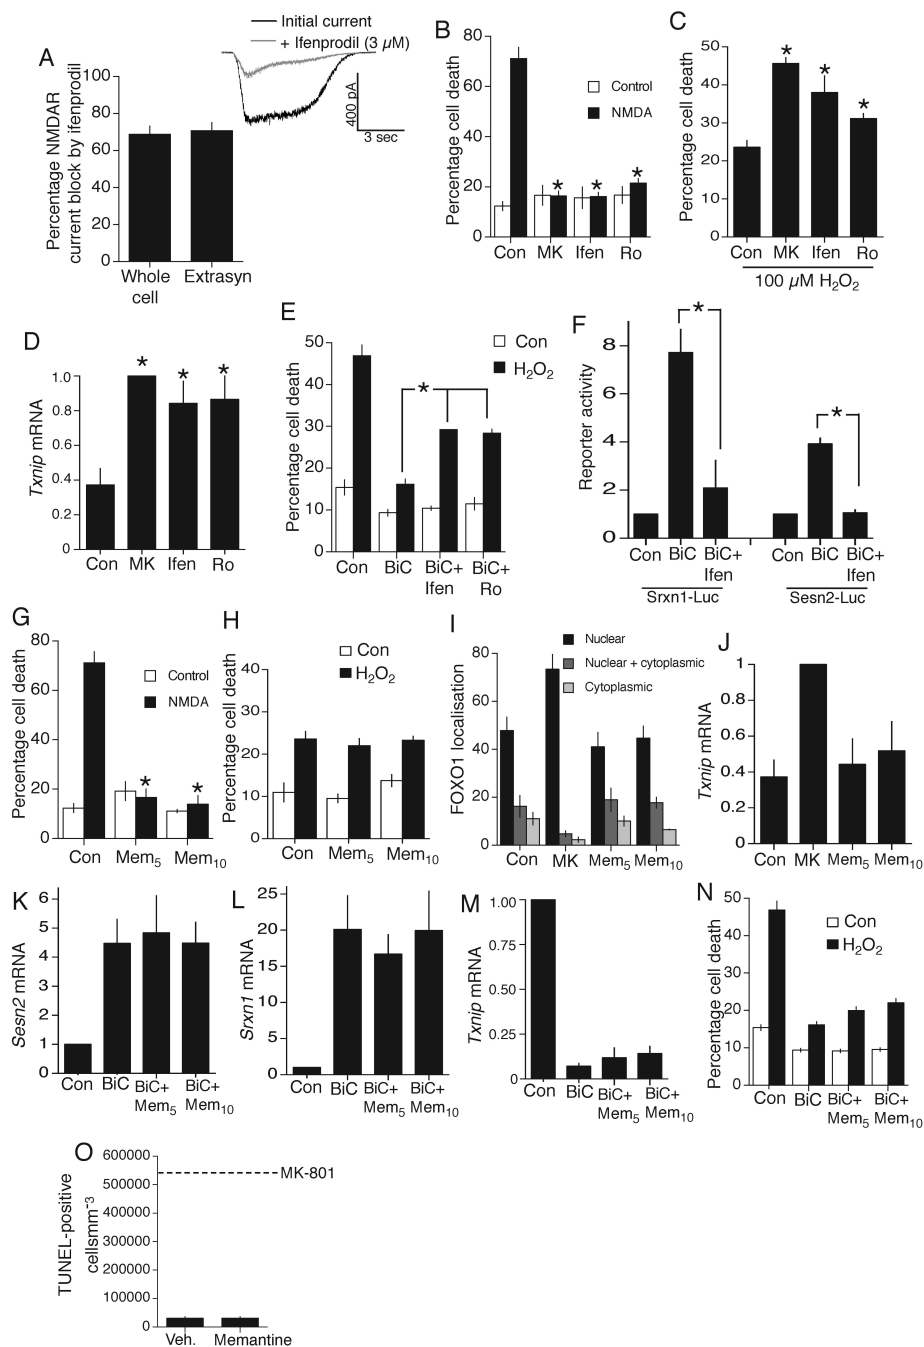 A
Initial current
+ Ifenprodil (3 µM)
400 pA
3 sec
Percentage NMDAR
current block by ifenprodil
100
80
60
40
20
0
Whole
cell
Extrasyn
B
Percentage cell death
80
60
40
20
0
Control
NMDA
* * *
Con MK Ifen Ro
C
Percentage cell death
50
40
30
20
10
0
* * *
Con MK Ifen Ro
100 µM H₂O₂
D
Txnip mRNA
1.0
0.8
0.6
0.4
0.2
0
* * *
Con MK Ifen Ro
E
Percentage cell death
50
40
30
20
10
0
Con
H₂O₂
*
Con BiC BiC+ BiC+
Ifen Ro
F
Reporter activity
8
6
4
2
0
* *
Con BiC BiC+ Con BiC BiC+
Ifen Ifen
Srxn1-Luc Sesn2-Luc
G
Percentage cell death
80
60
40
20
0
Control
NMDA
* *
Con Mem₅ Mem₁₀
H
Percentage cell death
40
30
20
10
0
Con
H₂O₂
Con Mem₅ Mem₁₀
I
FOXO1 localisation
80
60
40
20
0
Nuclear
Nuclear + cytoplasmic
Cytoplasmic
Con MK Mem₅ Mem₁₀
J
Txnip mRNA
1
0.8
0.6
0.4
0.2
0
Con MK Mem₅ Mem₁₀
K
Sesn2 mRNA
6
5
4
3
2
1
0
Con BiC BiC+ BiC+
Mem₅ Mem₁₀
L
Srxn1 mRNA
25
20
15
10
5
0
Con BiC BiC+ BiC+
Mem₅ Mem₁₀
M
Txnip mRNA
1.00
0.75
0.50
0.25
0
Con BiC BiC+ BiC+
Mem₅ Mem₁₀
N
Percentage cell death
50
40
30
20
10
0
Con
H₂O₂
Con BiC BiC+ BiC+
Mem₅ Mem₁₀
O
TUNEL-positive
cellsmm⁻³
600000
500000
400000
300000
200000
100000
0
MK-801
Veh. Memantine